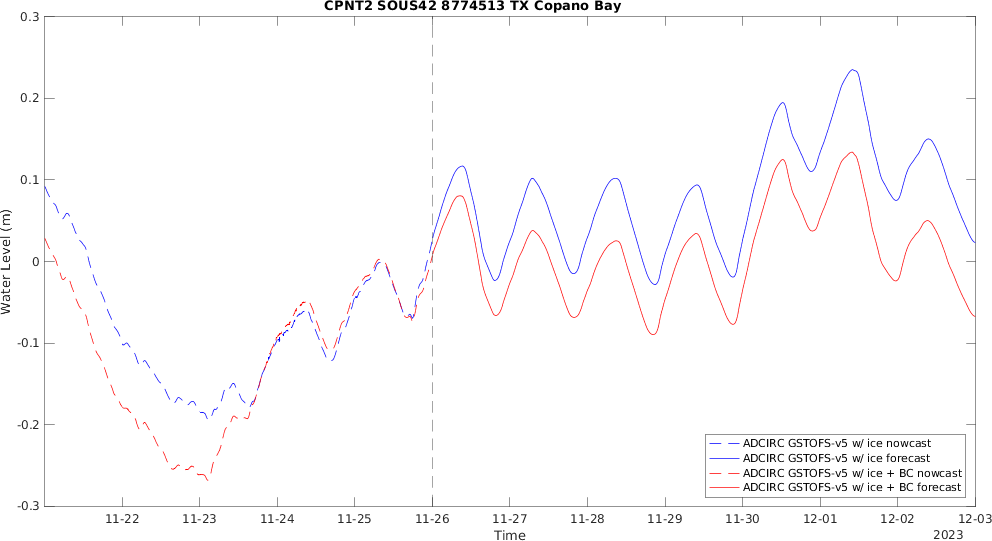 CPNT2 SOUS42 8774513 TX Copano Bay
0.3
0.2
0.1
0
-0.1
-0.2
-0.3
Water Level (m)
11-22 11-23 11-24 11-25 11-26 11-27 11-28 11-29 11-30 12-01 12-02 12-03
Time
2023
ADCIRC GSTOFS-v5 w/ ice nowcast
ADCIRC GSTOFS-v5 w/ ice forecast
ADCIRC GSTOFS-v5 w/ ice + BC nowcast
ADCIRC GSTOFS-v5 w/ ice + BC forecast